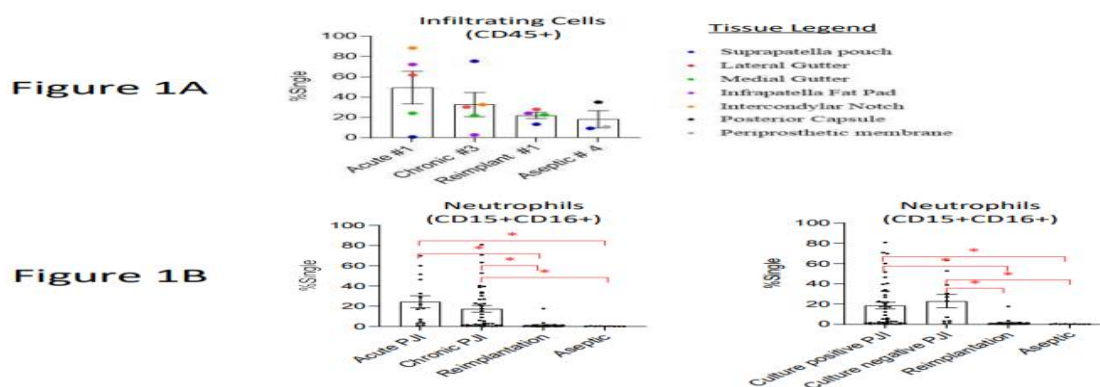 Infiltrating Cells
(CD45+)
Tissue Legend
Figure 1A
%Single
100
80
60
40
20
0
Acute #1
Chronic #3
Reimplant #1
Aseptic # 4
Suprapatella pouch
Lateral Gutter
Medial Gutter
Infrapatella Fat Pad
Intercondylar Notch
Posterior Capsule
Periprosthetic membrane
Figure 1B
Neutrophils
(CD15+CD16+)
%Single
100
80
60
40
20
0
*
*
*
*
Acute PJI
Chronic PJI
Reimplantation
Aseptic
Neutrophils
(CD15+CD16+)
%Single
100
80
60
40
20
0
*
*
*
*
Culture positive PJI
Culture negative PJI
Reimplantation
Aseptic